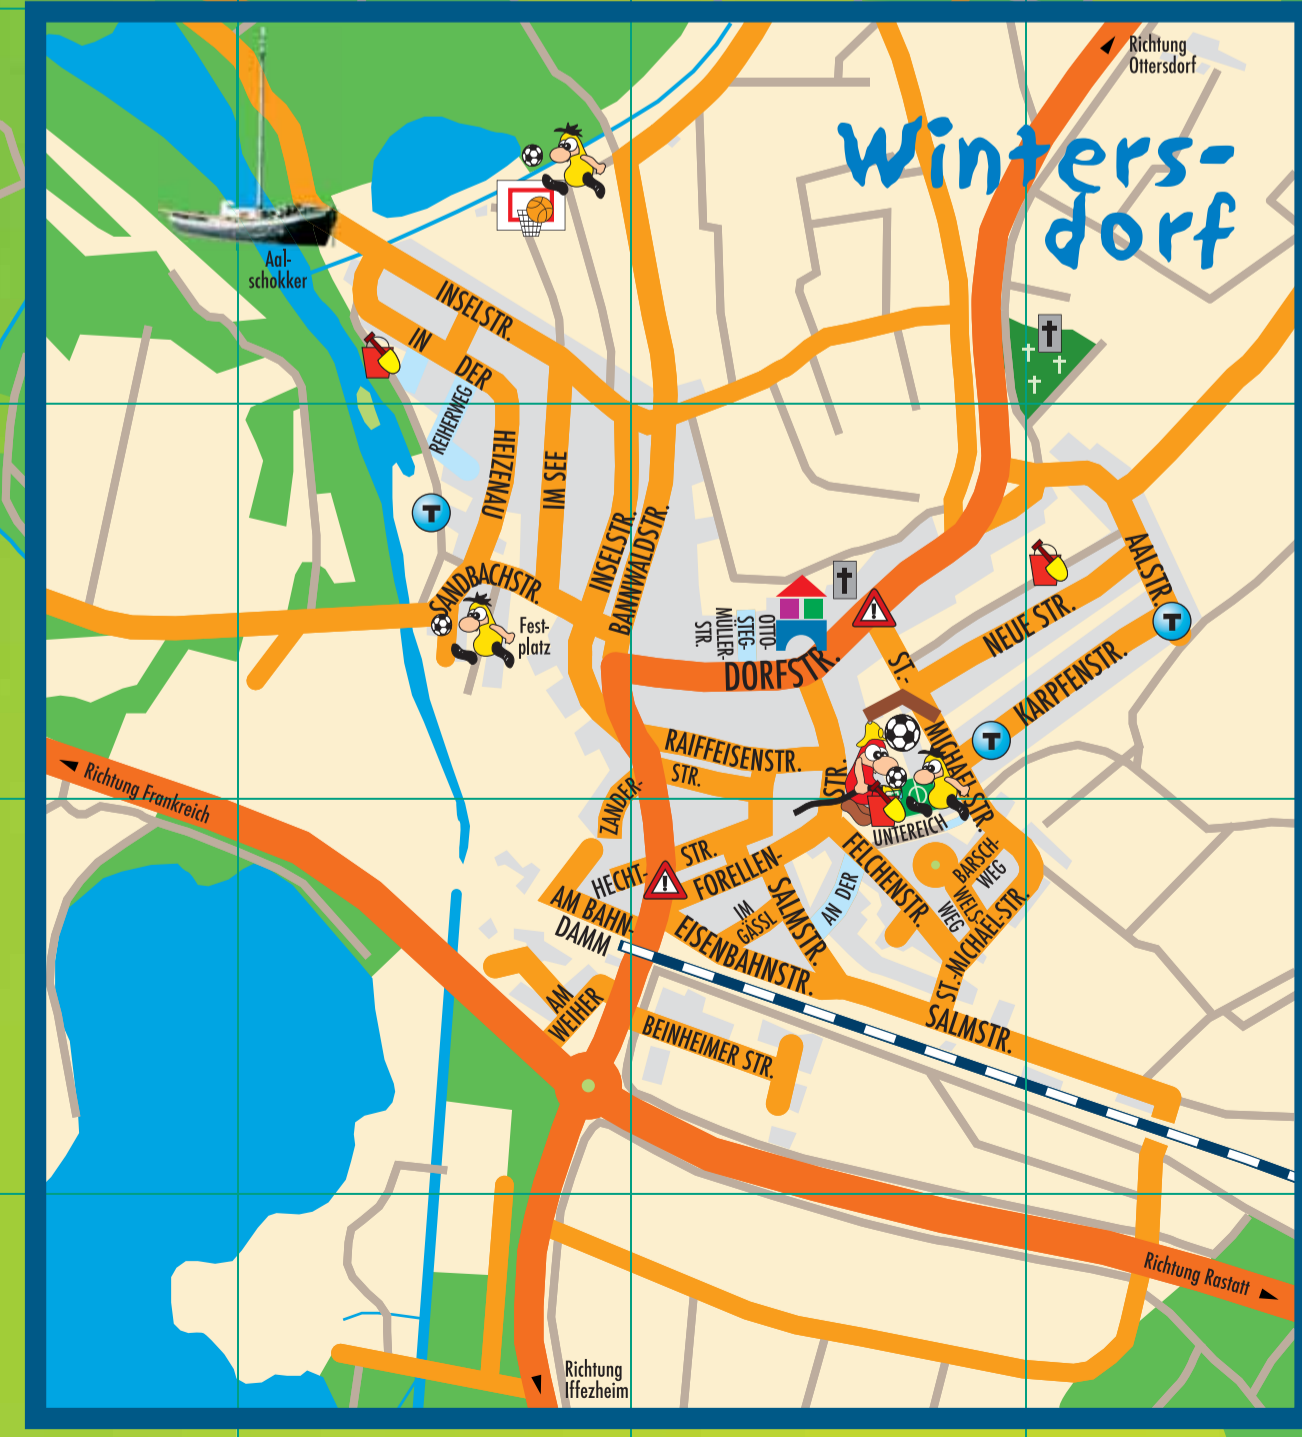 Richtung
Ottersdorf
Winters-
dorf
Aal-
schokker
INSELSTR.
IN
DER
HEIZENAU
REIHERWEG
IM SEE
INSELSTR.
BANNWALDSTR.
SANDBACHSTR.
Fest-
platz
T
OTTO-
STEG-
MÜLLER-
STR.
DORFSTR.
AALSTR.
NEUE STR.
T
KARPFENSTR.
T
ST.-
MICHAEL-STR.
RAIFFEISENSTR.
STR.
STR.
ZANDER-
Richtung Frankreich
UNTEREICH
HECHT-
STR.
FORELLEN-
FELCHENSTR.
BARSCH-
WEG
WELS-
WEG
AN DER
SALMSTR.
IM
GÄSSL
AM BAHN-
DAMM
EISENBAHNSTR.
ST.-MICHAEL-STR.
SALMSTR.
AM
WEIHER
BEINHEIMER STR.
Richtung Rastatt
Richtung
Iffezheim